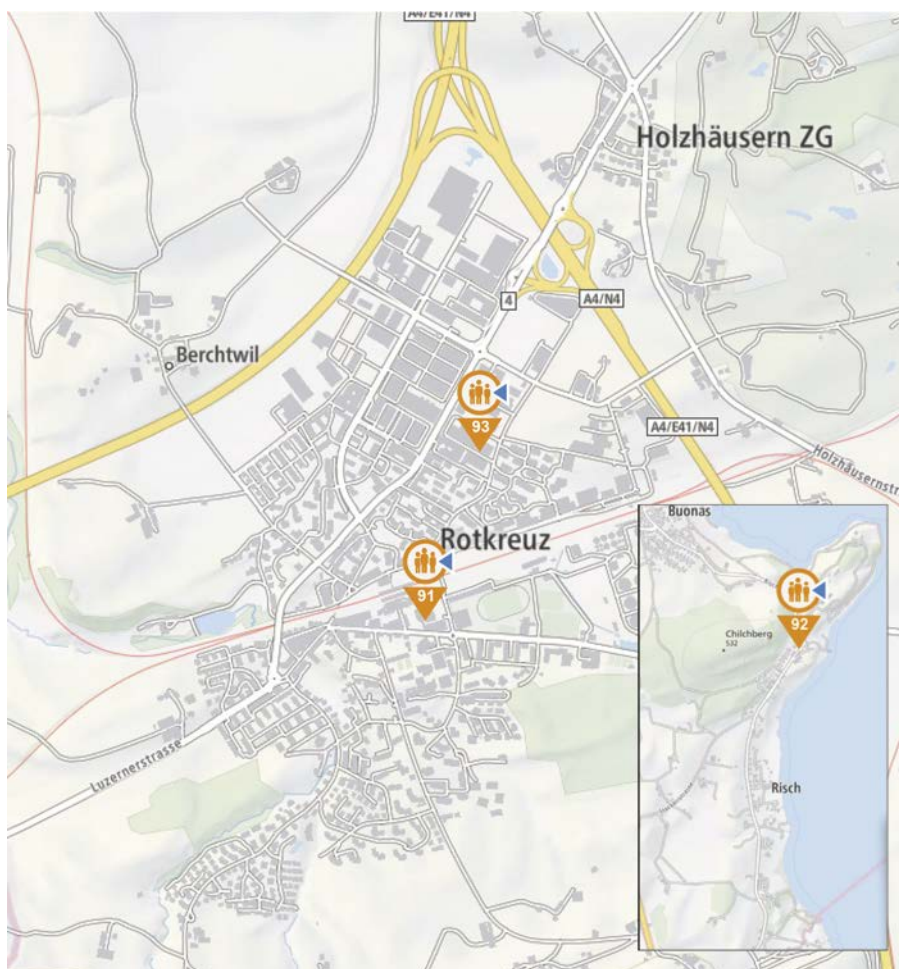 A4/E41/N4
Holzhäusern ZG
4
A4/N4
Berchtwil
93
A4/E41/N4
Holzhäusernstr
Rotkreuz
91
Buonas
92
Chilchberg
532
Risch
Luzernerstrasse